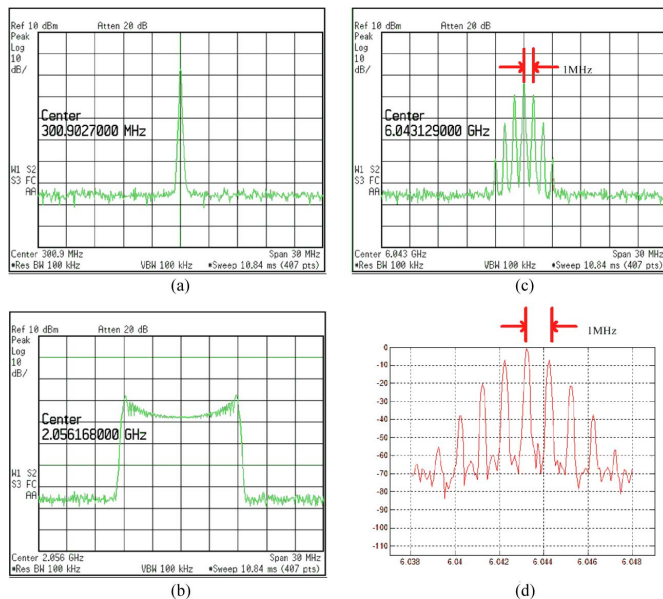 Ref 10 dBm Atten 20 dB
Peak
Log
10
dB/
Center
300.9027000 MHz
W1 S2
S3 FC
AA
Center 300.9 MHz Span 30 MHz
*Res BW 100 kHz VBW 100 kHz *Sweep 10.84 ms (407 pts)
(a)
Ref 10 dBm Atten 20 dB
Peak
Log
10
dB/
1MHz
Center
6.043129000 GHz
W1 S2
S3 FC
AA
Center 6.043 GHz Span 30 MHz
*Res BW 100 kHz VBW 100 kHz *Sweep 10.84 ms (407 pts)
(c)
Ref 10 dBm Atten 20 dB
Peak
Log
10
dB/
Center
2.056168000 GHz
W1 S2
S3 FC
AA
Center 2.056 GHz Span 30 MHz
*Res BW 100 kHz VBW 100 kHz *Sweep 10.84 ms (407 pts)
(b)
1MHz
0
-10
-20
-30
-40
-50
-60
-70
-80
-90
-100
-110
6.038 6.04 6.042 6.044 6.046 6.048
(d)